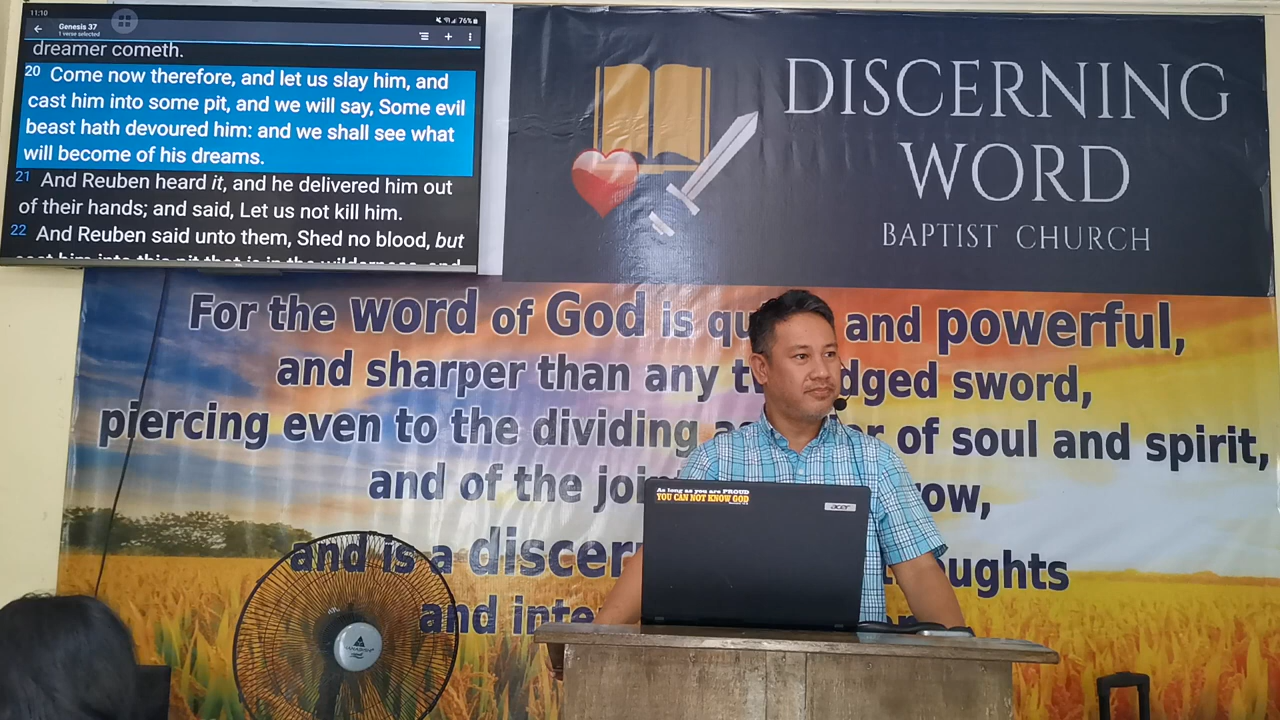 11:10
76%
Genesis 37
1 verse selected
dreamer cometh.
20 Come now therefore, and let us slay him, and
cast him into some pit, and we will say, Some evil
beast hath devoured him: and we shall see what
will become of his dreams.
21 And Reuben heard it, and he delivered him out
of their hands; and said, Let us not kill him.
22 And Reuben said unto them, Shed no blood, but
DISCERNING
WORD
BAPTIST CHURCH
For the word of God is qu and powerful,
and sharper than any tw dged sword,
piercing even to the dividing as er of soul and spirit,
and of the joi row,
and is a discer oughts
and inte
As long as you are PROUD
YOU CAN NOT KNOW GOD
acer